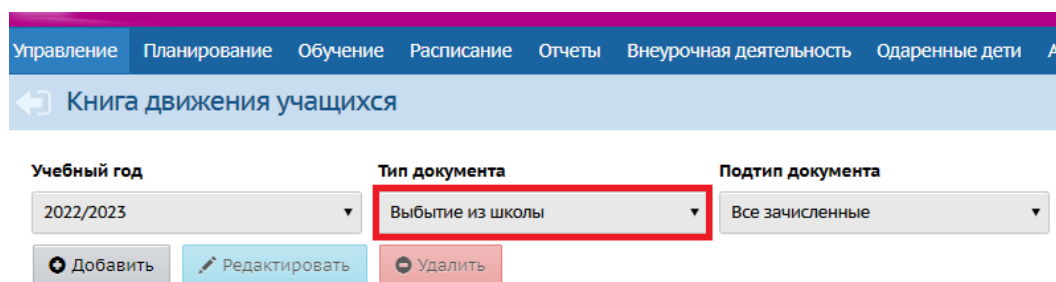 Управление Планирование Обучение Расписание Отчеты Внеурочная деятельность Одаренные дети А
Книга движения учащихся
Учебный год Тип документа Подтип документа
2022/2023 Выбытие из школы Все зачисленные
Добавить Редактировать Удалить